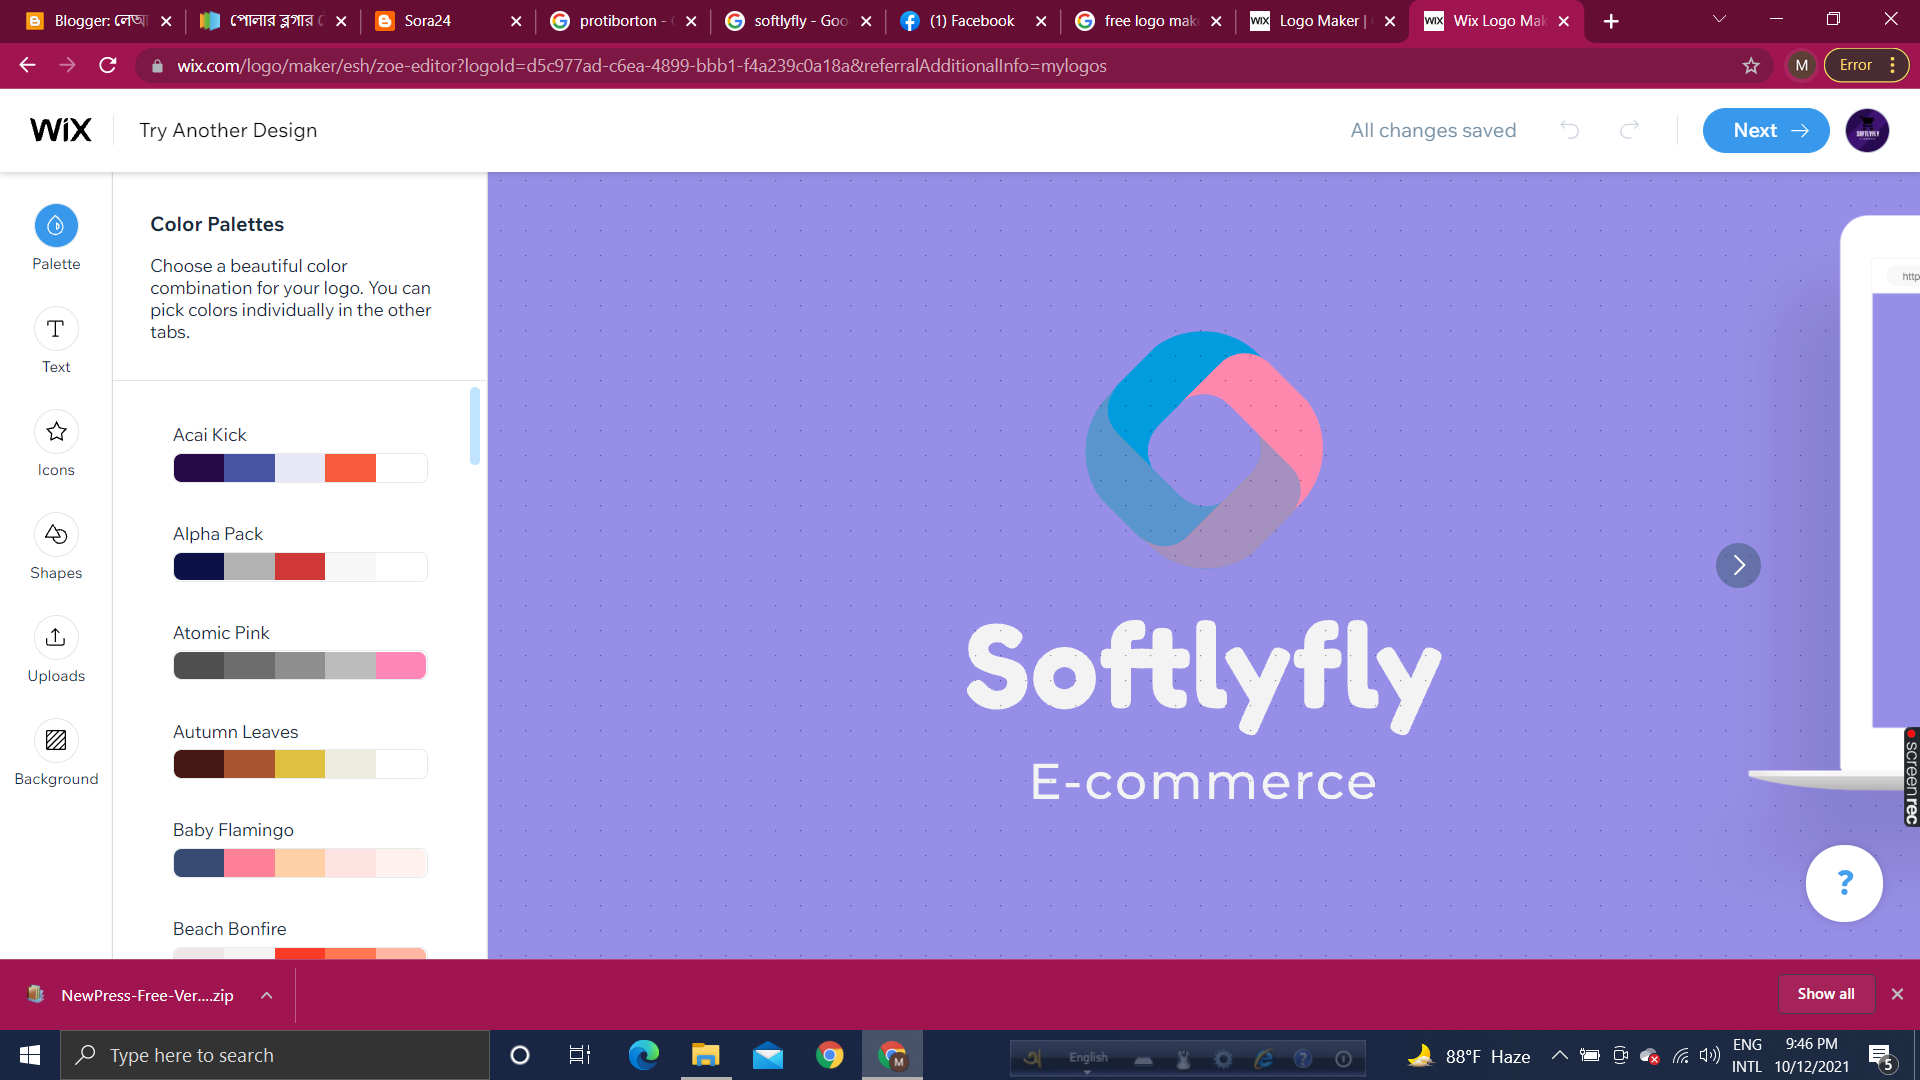 Blogger: লেআ
পোলার ব্লগার
Sora24
protiborton -
softlyfly - Goo
(1) Facebook
free logo mak
WIX Logo Maker |
WIX Wix Logo Mak
wix.com/logo/maker/esh/zoe-editor?logoId=d5c977ad-c6ea-4899-bbb1-f4a239c0a18a&referralAdditionalInfo=mylogos
M
Error
WIX
Try Another Design
All changes saved
Next
SOFTLYFLY
Palette
Text
Icons
Shapes
Uploads
Background
Color Palettes
Choose a beautiful color
combination for your logo. You can
pick colors individually in the other
tabs.
Acai Kick
Alpha Pack
Atomic Pink
Autumn Leaves
Baby Flamingo
Beach Bonfire
Softlyfly
E-commerce
http
screenrec
?
NewPress-Free-Ver....zip
Show all
Type here to search
M
অ English
88°F Haze
ENG
INTL
9:46 PM
10/12/2021
5